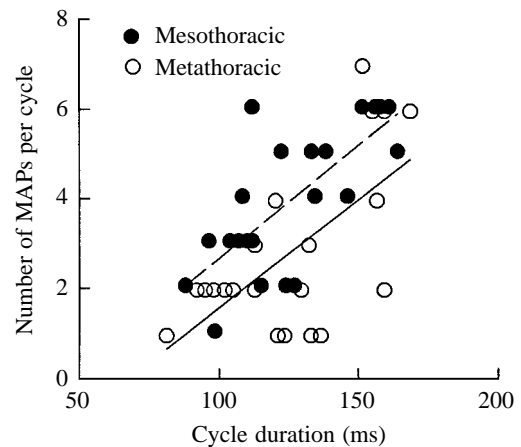 8
Mesothoracic
Metathoracic
6
4
2
0
Number of MAPs per cycle
50
100
150
200
Cycle duration (ms)